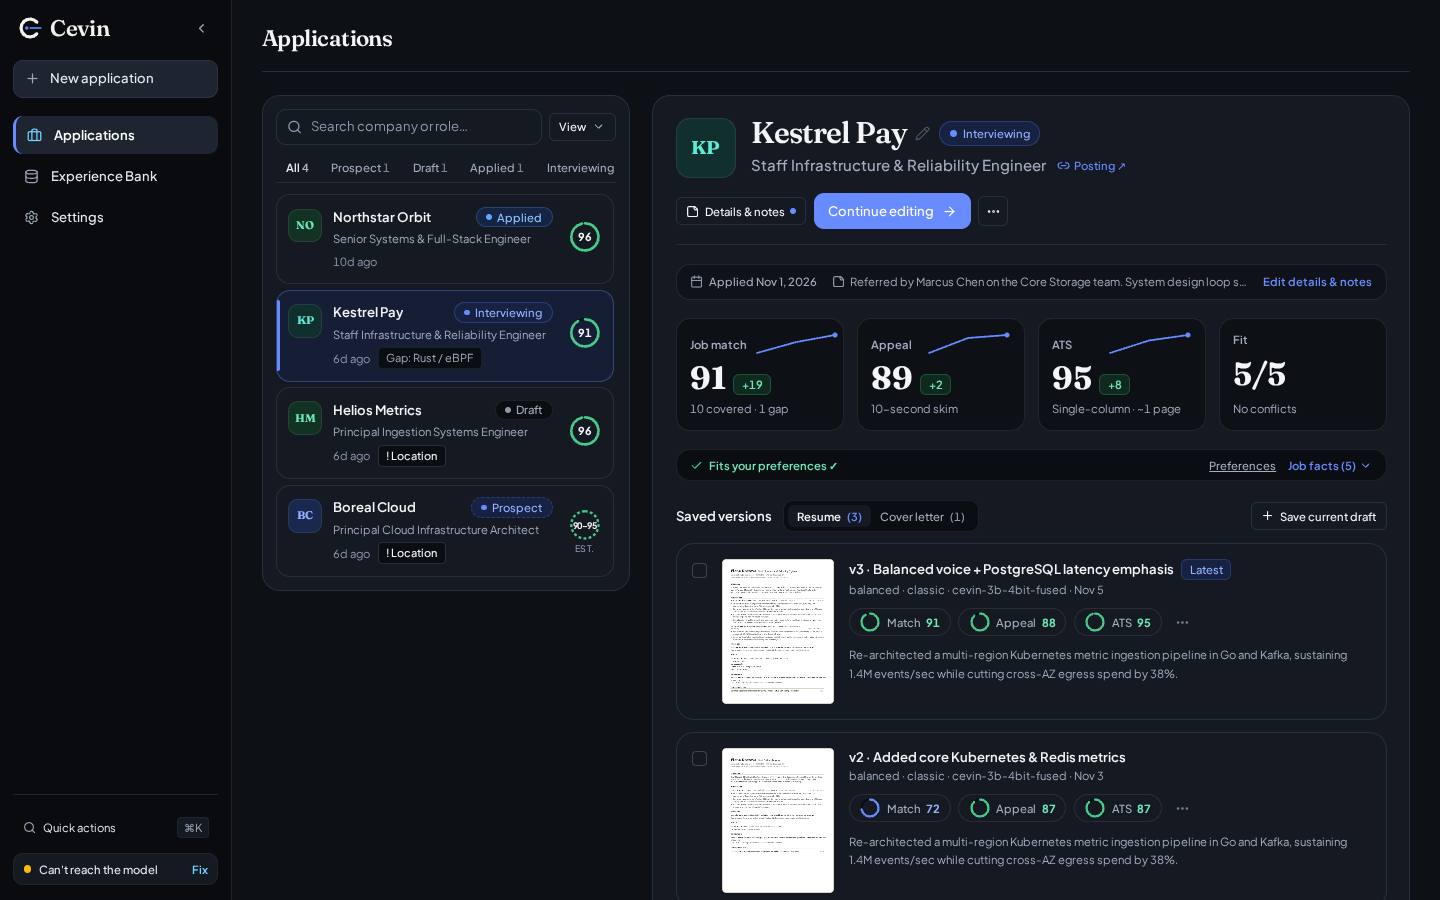 Cevin
New application
Applications
Experience Bank
Settings
Quick actions
⌘K
Can't reach the model
Fix
Applications
Search company or role...
View
All 4
Prospect 1
Draft 1
Applied 1
Interviewing
NO
Northstar Orbit
Applied
Senior Systems & Full-Stack Engineer
10d ago
96
KP
Kestrel Pay
Interviewing
Staff Infrastructure & Reliability Engineer
6d ago
Gap: Rust / eBPF
91
HM
Helios Metrics
Draft
Principal Ingestion Systems Engineer
6d ago
! Location
96
BC
Boreal Cloud
Prospect
Principal Cloud Infrastructure Architect
6d ago
! Location
90–95
EST.
KP
Kestrel Pay
Interviewing
Staff Infrastructure & Reliability Engineer
Posting ↗
Details & notes
Continue editing →
···
Applied Nov 1, 2026
Referred by Marcus Chen on the Core Storage team. System design loop s...
Edit details & notes
Job match
91 +19
10 covered · 1 gap
Appeal
89 +2
10-second skim
ATS
95 +8
Single-column · ~1 page
Fit
5/5
No conflicts
Fits your preferences ✓
Preferences
Job facts (5)
Saved versions
Resume (3)
Cover letter (1)
+ Save current draft
v3 · Balanced voice + PostgreSQL latency emphasis
Latest
balanced · classic · cevin-3b-4bit-fused · Nov 5
Match 91
Appeal 88
ATS 95
···
Re-architected a multi-region Kubernetes metric ingestion pipeline in Go and Kafka, sustaining
1.4M events/sec while cutting cross-AZ egress spend by 38%.
v2 · Added core Kubernetes & Redis metrics
balanced · classic · cevin-3b-4bit-fused · Nov 3
Match 72
Appeal 87
ATS 87
···
Re-architected a multi-region Kubernetes metric ingestion pipeline in Go and Kafka, sustaining
1.4M events/sec while cutting cross-AZ egress spend by 38%.